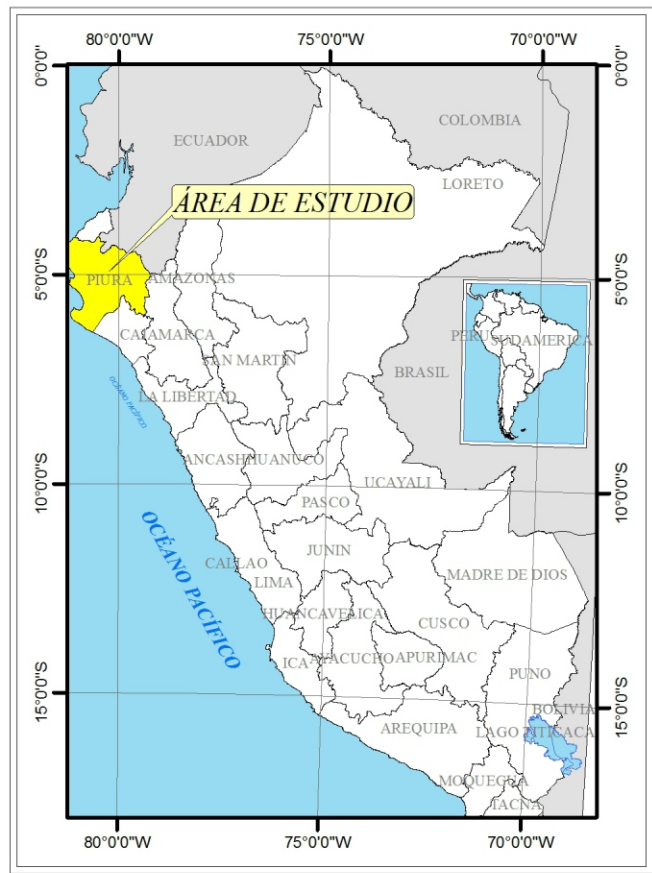 80°0'0"W 75°0'0"W 70°0'0"W
0°0'0" 0°0'0"
COLOMBIA
ECUADOR
LORETO
ÁREA DE ESTUDIO
5°0'0"S PIURA AMAZONAS 5°0'0"S
CAJAMARCA
PERU SUDAMERICA
SAN MARTIN
BRASIL
OCÉANO PACÍFICO
LA LIBERTAD
ANCASH HUANUCO
UCAYALI
10°0'0"S 10°0'0"S
PASCO
OCÉANO PACÍFICO
JUNIN
CALLAO
MADRE DE DIOS
LIMA
HUANCAVELICA
CUSCO
ICA AYACUCHO APURIMAC
PUNO
15°0'0"S 15°0'0"S
BOLIVIA
AREQUIPA LAGO TITICACA
MOQUEGUA
TACNA
80°0'0"W 75°0'0"W 70°0'0"W